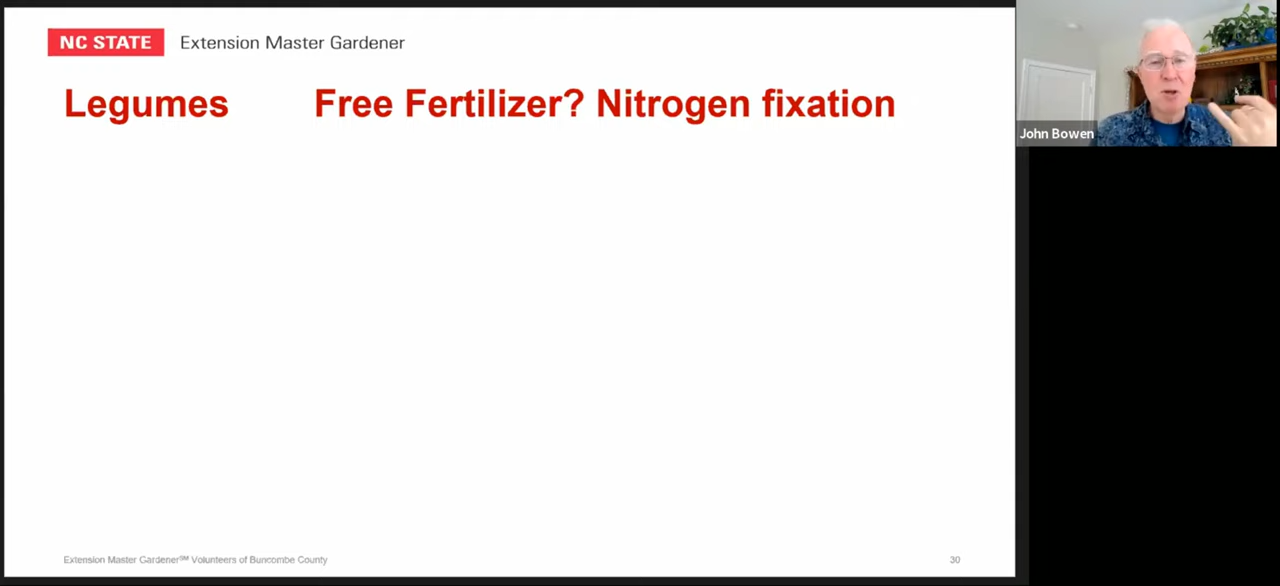 NC STATE Extension Master Gardener
Legumes Free Fertilizer? Nitrogen fixation
John Bowen
Extension Master Gardener℠ Volunteers of Buncombe County 30